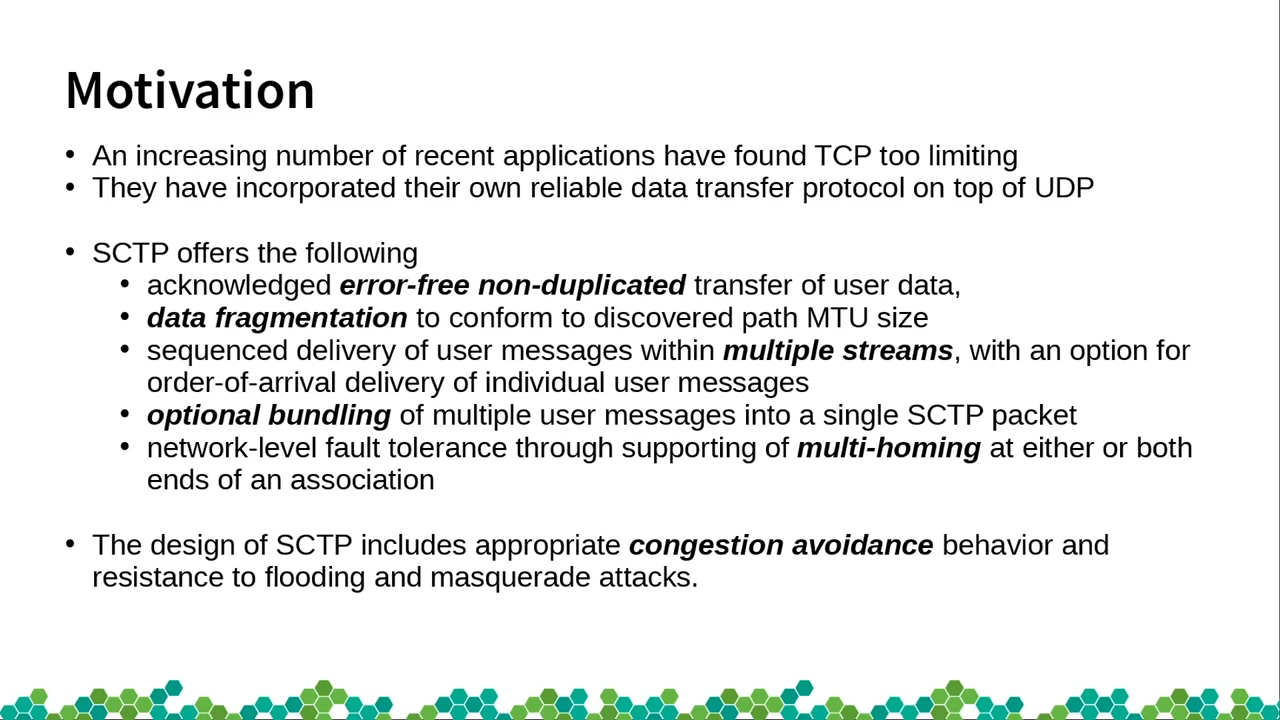 Motivation
• An increasing number of recent applications have found TCP too limiting
• They have incorporated their own reliable data transfer protocol on top of UDP
• SCTP offers the following
• acknowledged error-free non-duplicated transfer of user data,
• data fragmentation to conform to discovered path MTU size
• sequenced delivery of user messages within multiple streams, with an option for
order-of-arrival delivery of individual user messages
• optional bundling of multiple user messages into a single SCTP packet
• network-level fault tolerance through supporting of multi-homing at either or both
ends of an association
• The design of SCTP includes appropriate congestion avoidance behavior and
resistance to flooding and masquerade attacks.